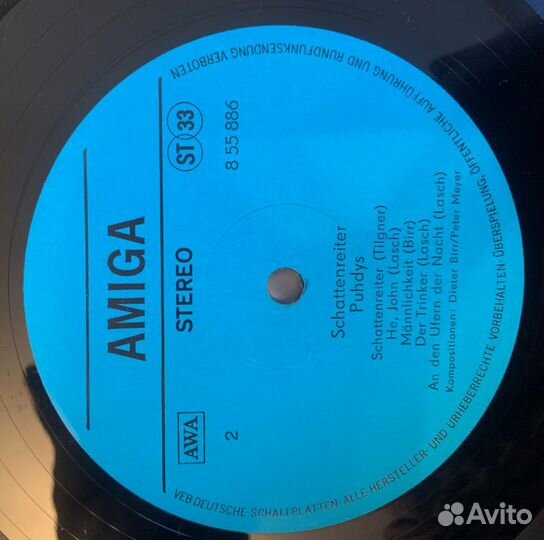 AMIGA
STEREO
ST 33
8 55 886
AWA
2
Schattenreiter
Puhdys
Schattenreiter (Tilgner)
He, John (Lasch)
Männlichkeit (Birr)
Der Trinker (Lasch)
An den Ufern der Nacht (Lasch)
Kompositionen: Dieter Birr/Peter Meyer
VEB DEUTSCHE SCHALLPLATTEN · ALLE HERSTELLER- UND URHEBERRECHTE VORBEHALTEN ÜBERSPIELUNG, ÖFFENTLICHE AUFFÜHRUNG UND RUNDFUNKSENDUNG VERBOTEN
Avito